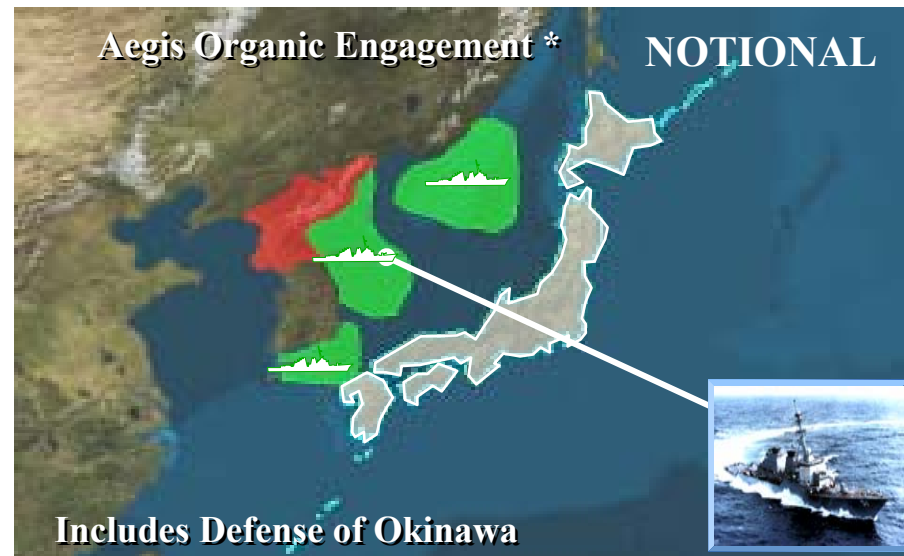 Aegis Organic Engagement *
NOTIONAL
Includes Defense of Okinawa